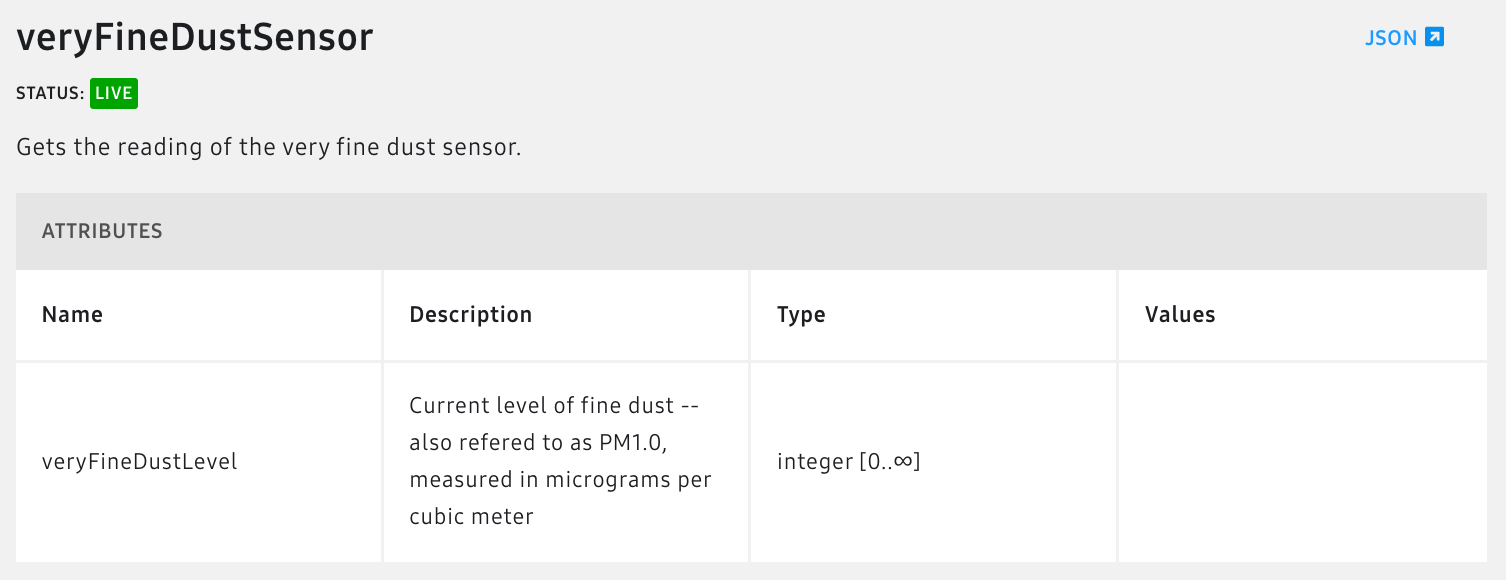 veryFineDustSensor
JSON
STATUS: LIVE
Gets the reading of the very fine dust sensor.
ATTRIBUTES
Name Description Type Values
veryFineDustLevel
Current level of fine dust --
also refered to as PM1.0,
measured in micrograms per
cubic meter
integer [0..∞]